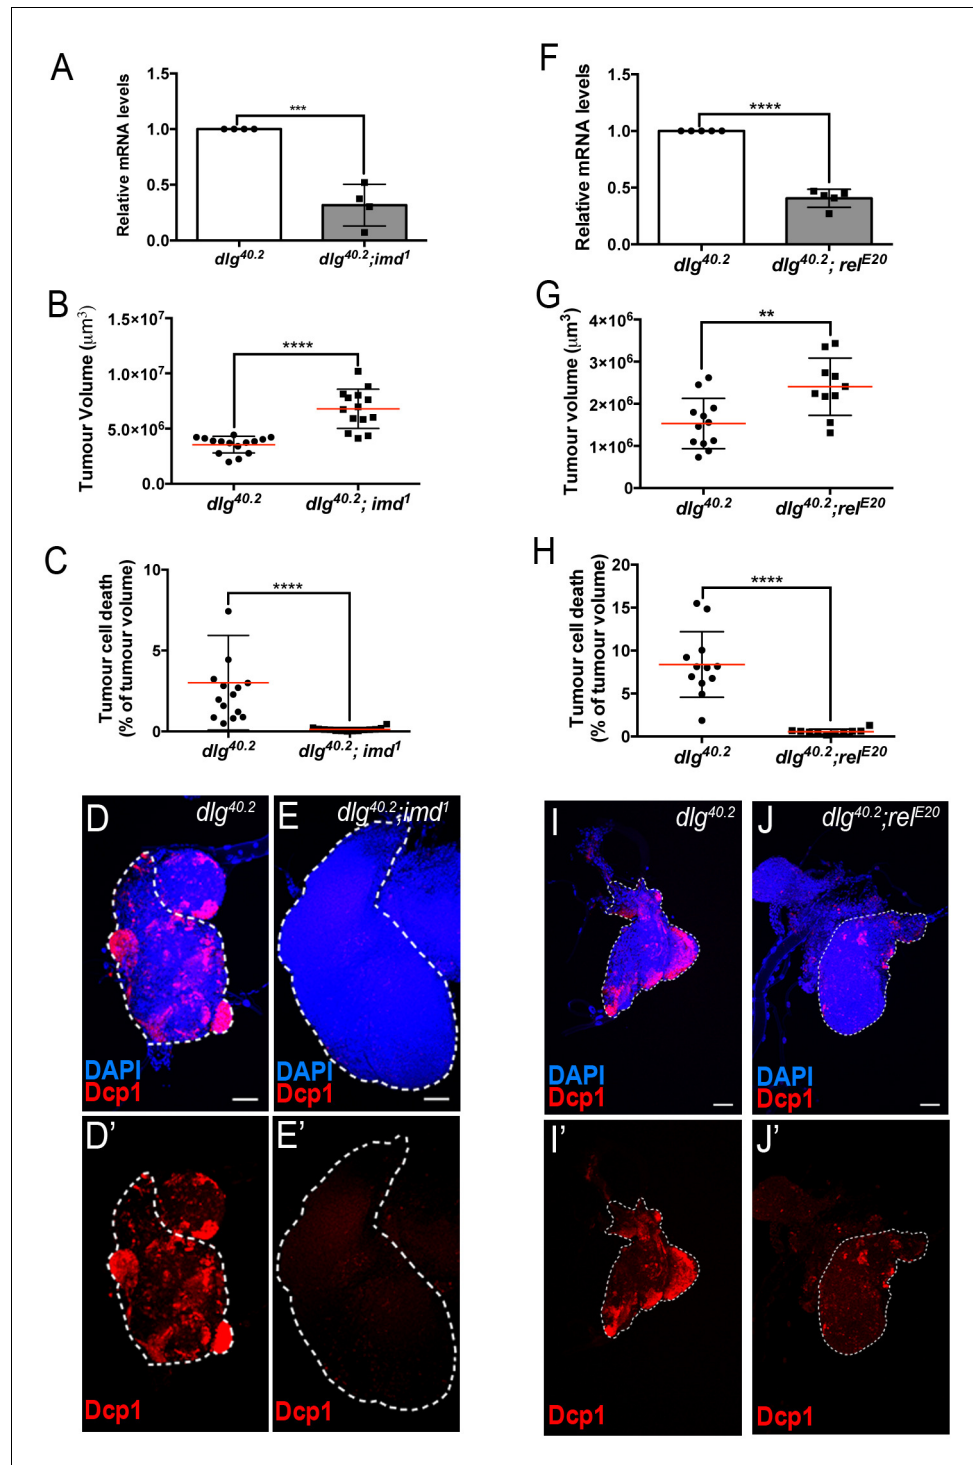 A
Relative mRNA levels
1.5
1.0
0.5
0.0
***
dlg40.2
dlg40.2;imd1
B
Tumour Volume (μm3)
1.5×107
1.0×107
5.0×106
0.0
****
dlg40.2
dlg40.2; imd1
C
Tumour cell death
(% of tumour volume)
10
5
0
****
dlg40.2
dlg40.2; imd1
D
dlg40.2
DAPI
Dcp1
E
dlg40.2;imd1
DAPI
Dcp1
D’
Dcp1
E’
F
Relative mRNA levels
1.5
1.0
0.5
0.0
****
dlg40.2
dlg40.2; relE20
G
Tumour volume (μm3)
4×106
3×106
2×106
1×106
0
**
dlg40.2
dlg40.2;relE20
H
Tumour cell death
(% of tumour volume)
20
15
10
5
0
****
dlg40.2
dlg40.2;relE20
I
dlg40.2
DAPI
Dcp1
J
dlg40.2;relE20
DAPI
Dcp1
I’
Dcp1
J’
Dcp1